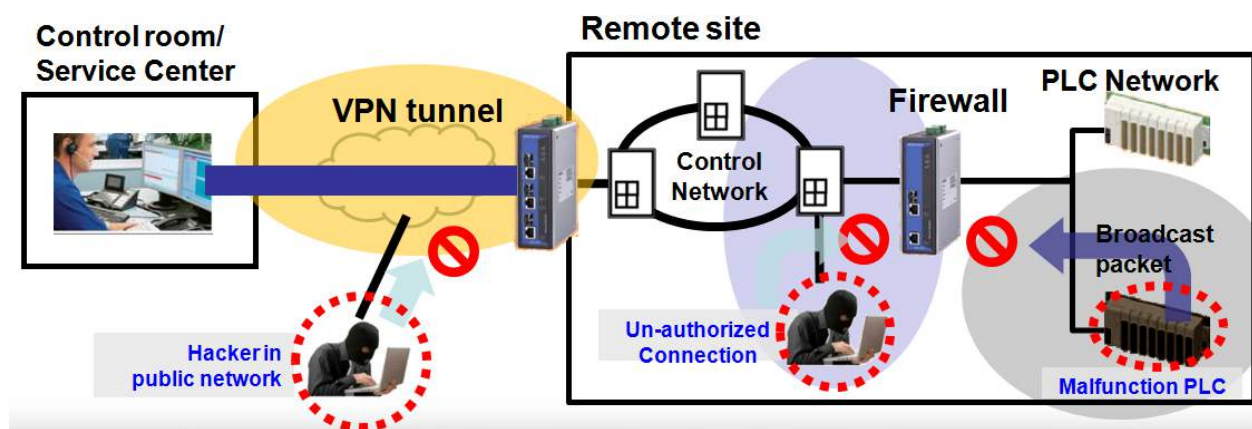 Control room/
Service Center
Remote site
VPN tunnel
Firewall
PLC Network
Control
Network
Broadcast
packet
Hacker in
public network
Un-authorized
Connection
Malfunction PLC